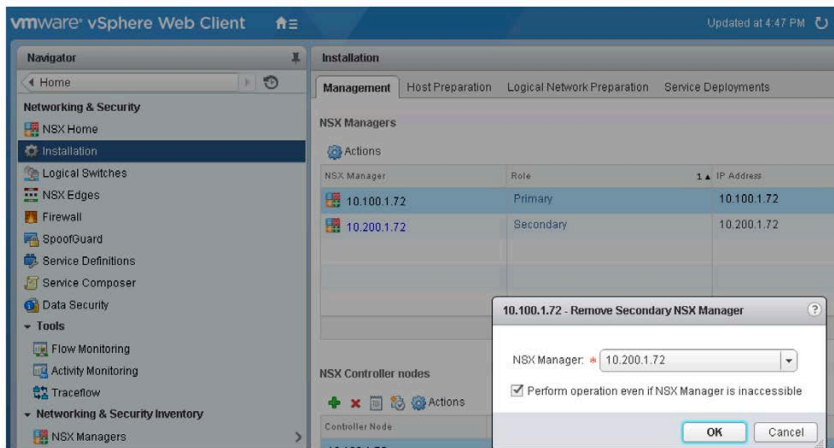 vmware® vSphere Web Client
Updated at 4:47 PM
Navigator
Home
Networking & Security
NSX Home
Installation
Logical Switches
NSX Edges
Firewall
SpoofGuard
Service Definitions
Service Composer
Data Security
Tools
Flow Monitoring
Activity Monitoring
Traceflow
Networking & Security Inventory
NSX Managers
Installation
Management Host Preparation Logical Network Preparation Service Deployments
NSX Managers
Actions
NSX Manager Role 1 ▲ IP Address
10.100.1.72 Primary 10.100.1.72
10.200.1.72 Secondary 10.200.1.72
NSX Controller nodes
Actions
Controller Node
10.100.1.72 - Remove Secondary NSX Manager ?
NSX Manager: * 10.200.1.72
Perform operation even if NSX Manager is inaccessible
OK Cancel